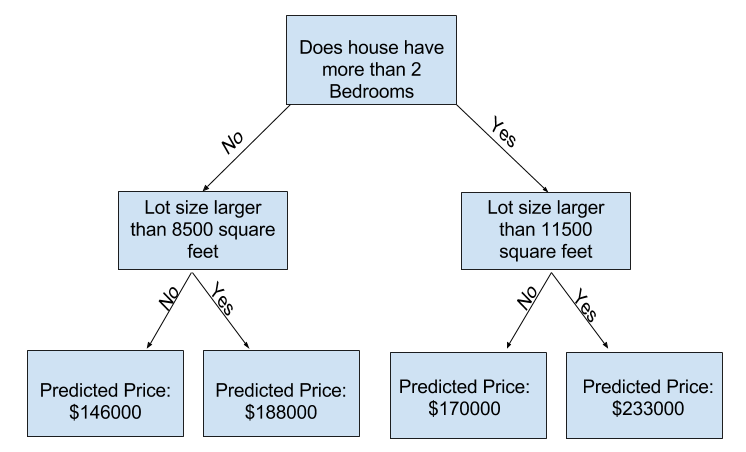 Does house have
more than 2
Bedrooms
No
Yes
Lot size larger
than 8500 square
feet
Lot size larger
than 11500
square feet
No
Yes
No
Yes
Predicted Price:
$146000
Predicted Price:
$188000
Predicted Price:
$170000
Predicted Price:
$233000